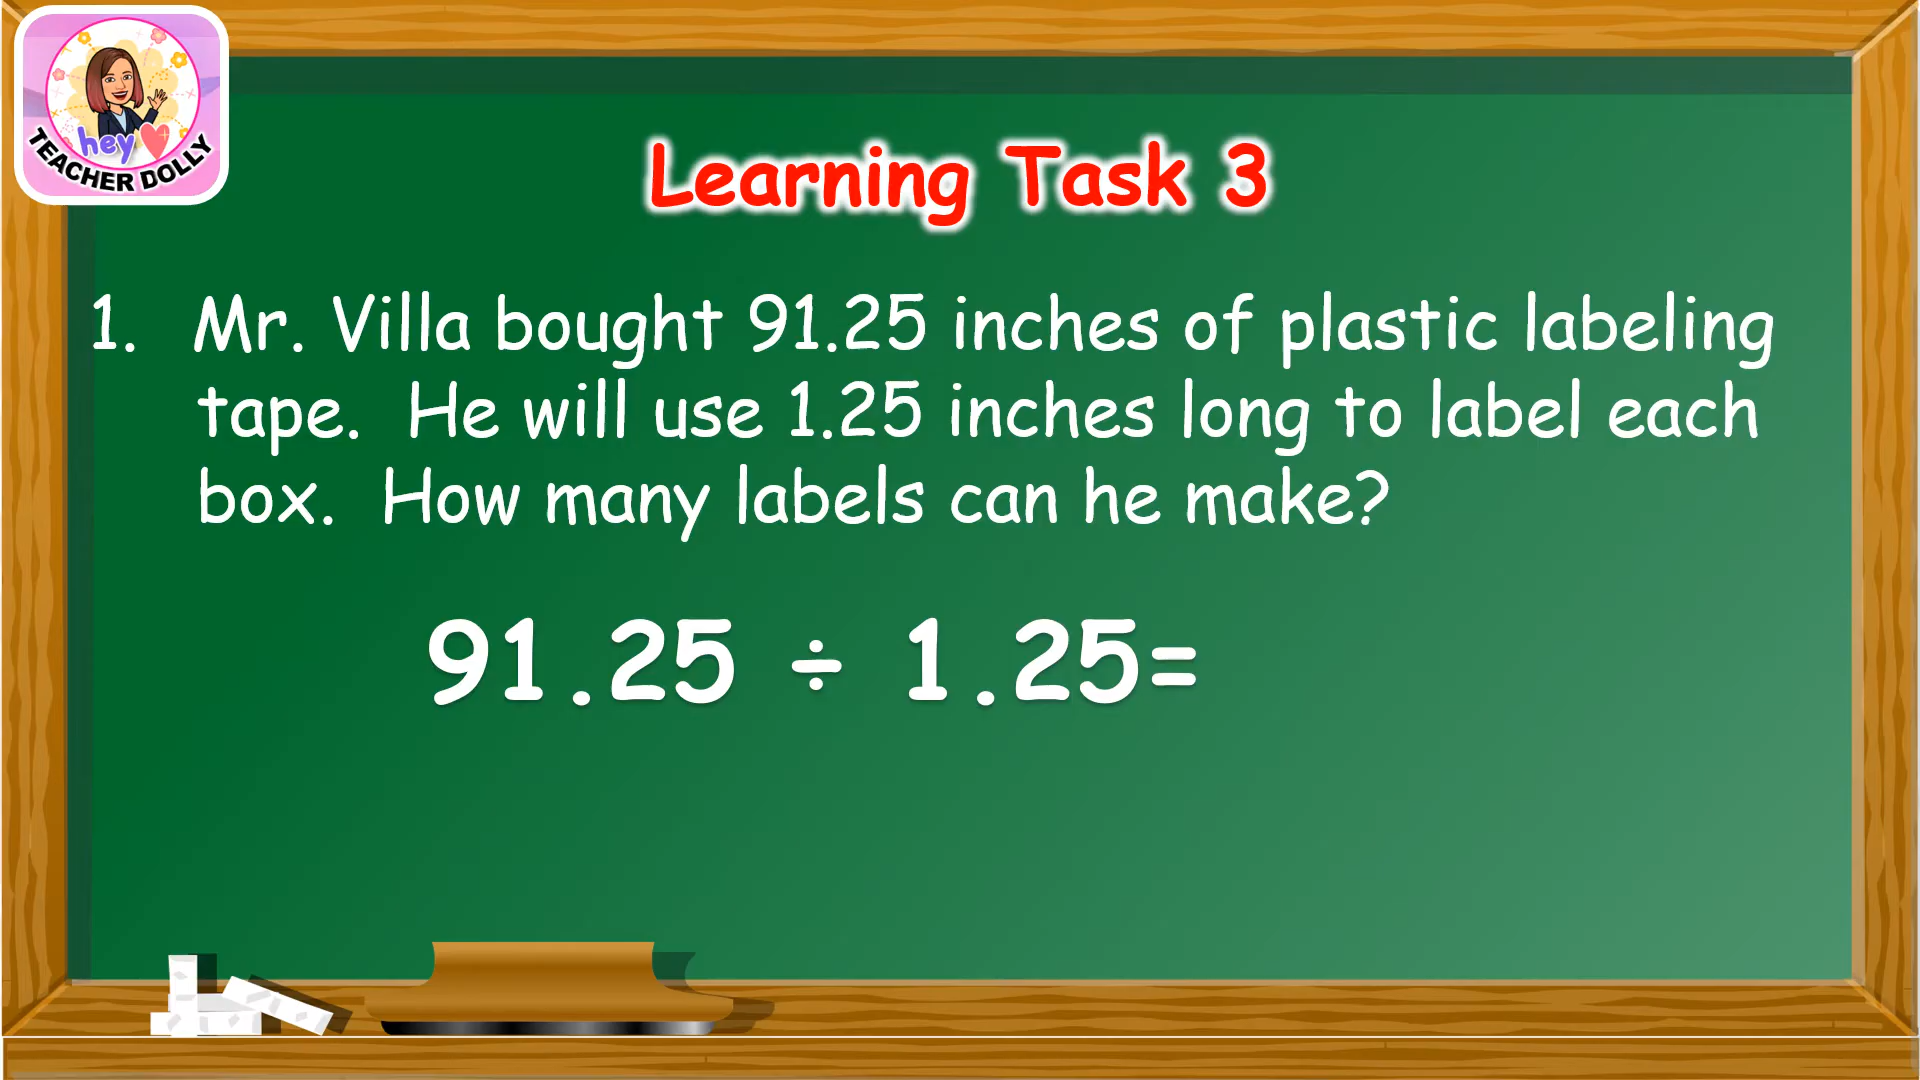 hey
TEACHER DOLLY
Learning Task 3
1. Mr. Villa bought 91.25 inches of plastic labeling
tape. He will use 1.25 inches long to label each
box. How many labels can he make?
91.25 ÷ 1.25=